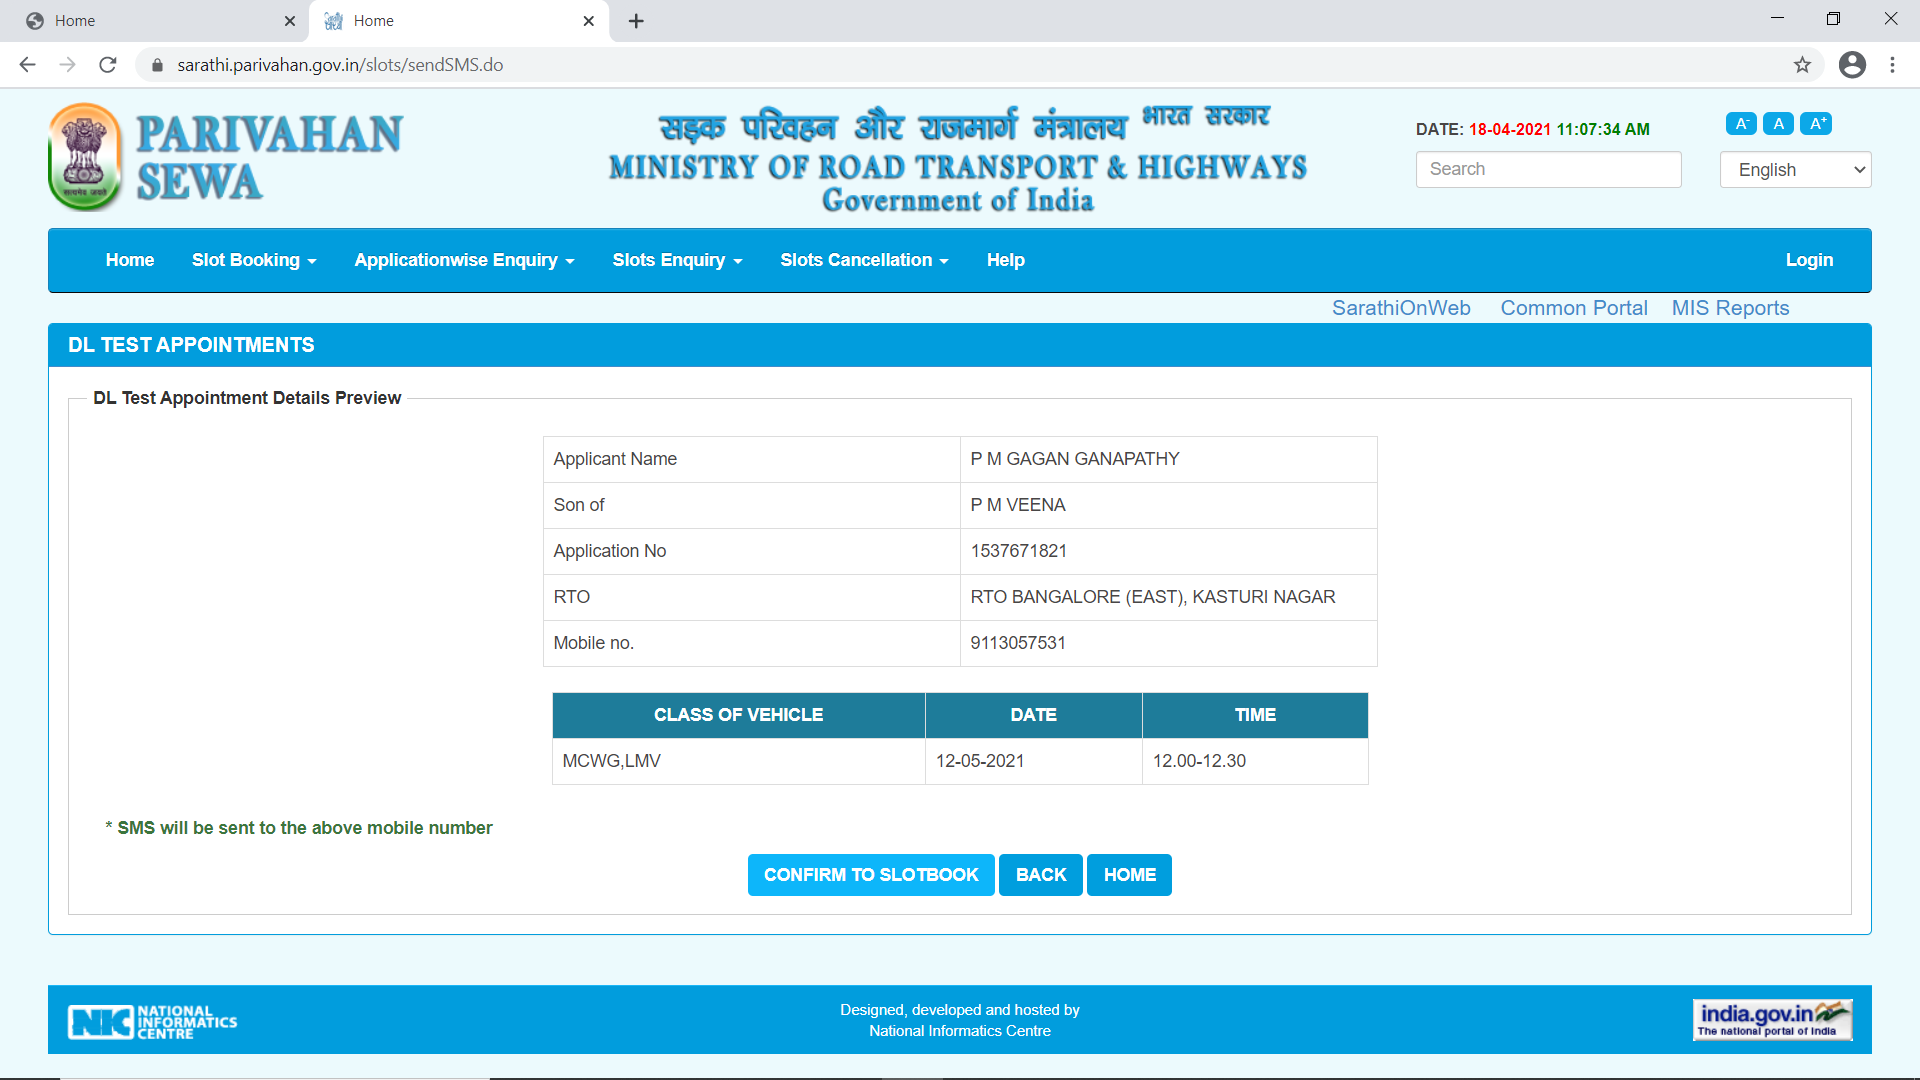 Home
Home
sarathi.parivahan.gov.in/slots/sendSMS.do
PARIVAHAN
SEWA
सत्यमेव जयते
सड़क परिवहन और राजमार्ग मंत्रालय भारत सरकार
MINISTRY OF ROAD TRANSPORT & HIGHWAYS
Government of India
DATE: 18-04-2021 11:07:34 AM
A- A A+
Search
English
Home Slot Booking Applicationwise Enquiry Slots Enquiry Slots Cancellation Help Login
SarathiOnWeb Common Portal MIS Reports
DL TEST APPOINTMENTS
DL Test Appointment Details Preview
Applicant Name P M GAGAN GANAPATHY
Son of P M VEENA
Application No 1537671821
RTO RTO BANGALORE (EAST), KASTURI NAGAR
Mobile no. 9113057531
CLASS OF VEHICLE DATE TIME
MCWG,LMV 12-05-2021 12.00-12.30
* SMS will be sent to the above mobile number
CONFIRM TO SLOTBOOK BACK HOME
NIC NATIONAL
INFORMATICS
CENTRE
Designed, developed and hosted by
National Informatics Centre
india.gov.in
The national portal of India